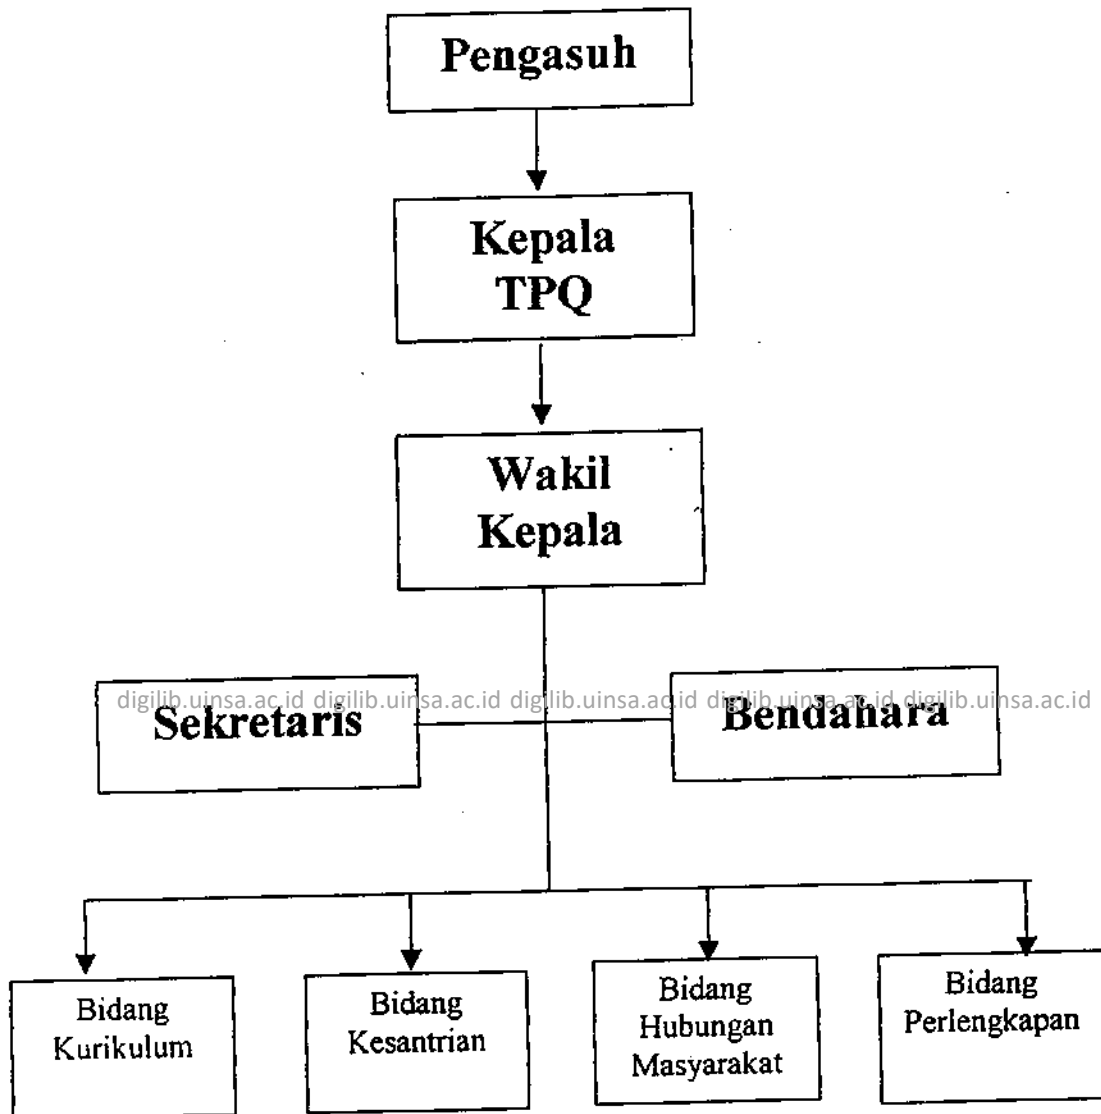 Pengasuh
Kepala
TPQ
Wakil
Kepala
digilib.uinsa.ac.id digilib.uinsa.ac.id digilib.uinsa.ac.id digilib.uinsa.ac.id digilib.uinsa.ac.id
Sekretaris
Bendahara
Bidang
Kurikulum
Bidang
Kesantrian
Bidang
Hubungan
Masyarakat
Bidang
Perlengkapan